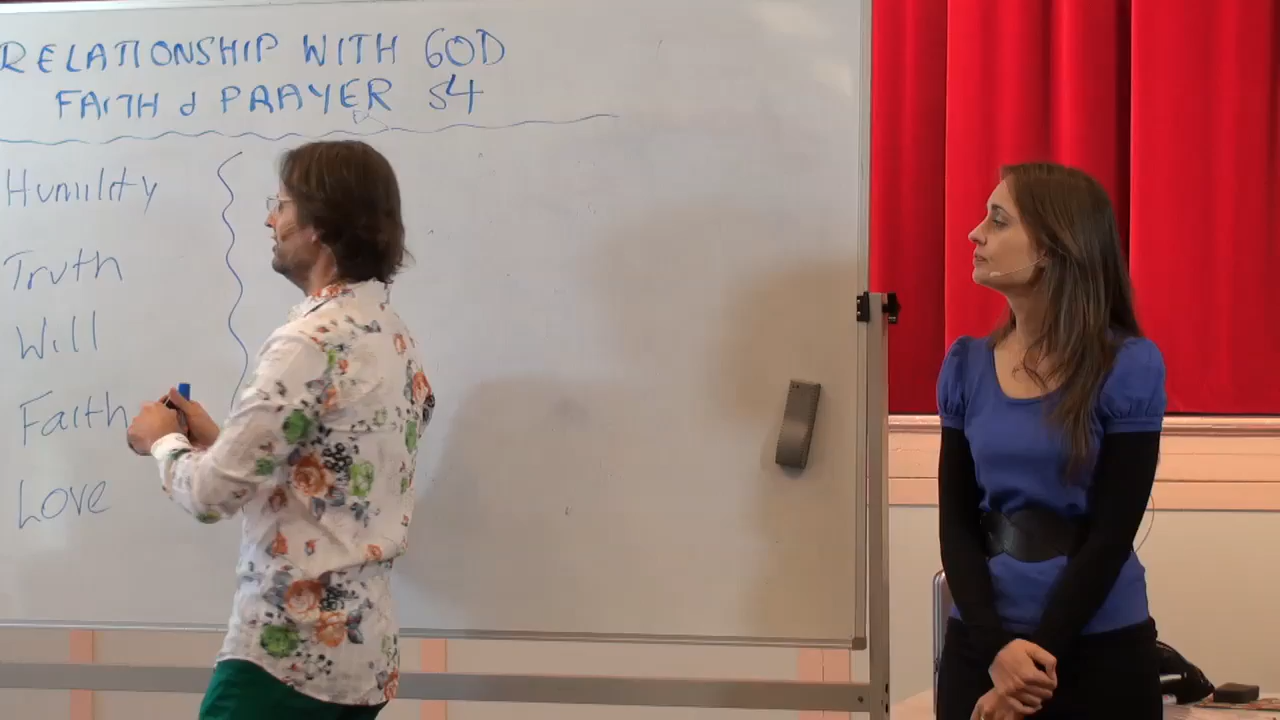 RELATIONSHIP WITH GOD
FAITH & PRAYER S4
Humility
Truth
Will
Faith
Love